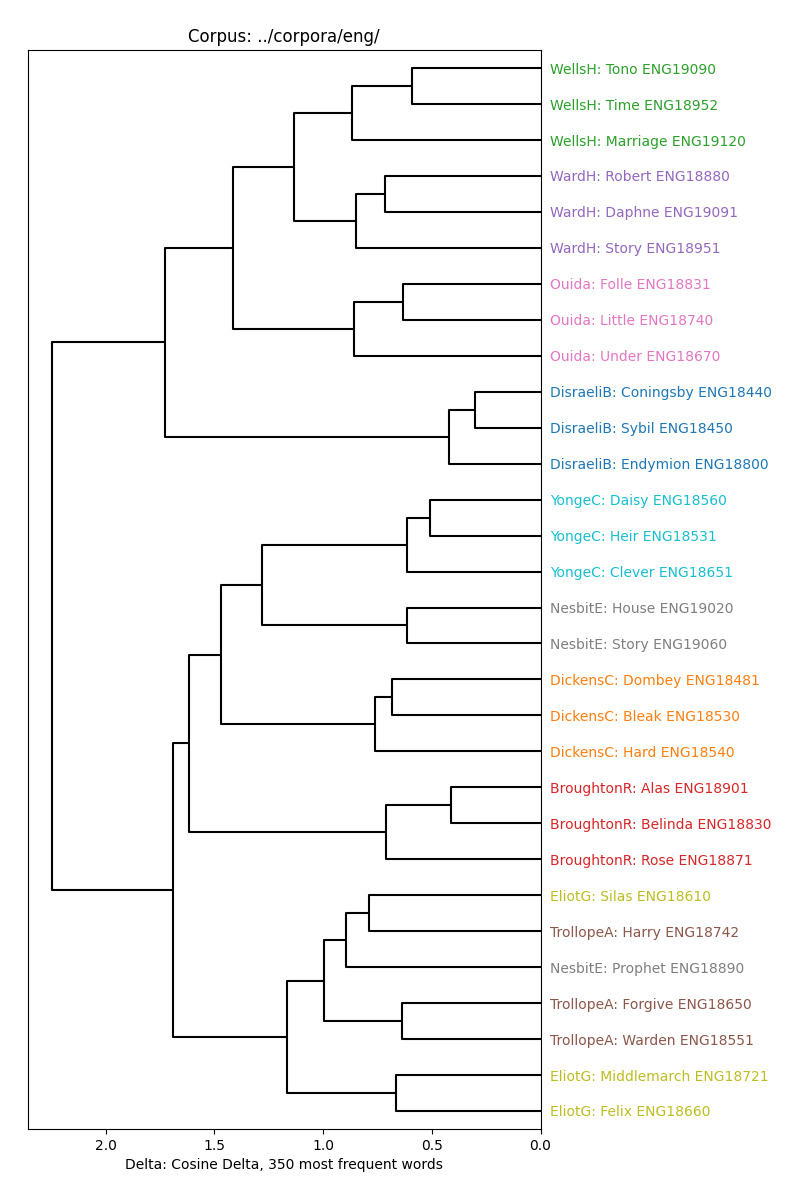 Corpus: ../corpora/eng/
WellsH: Tono ENG19090
WellsH: Time ENG18952
WellsH: Marriage ENG19120
WardH: Robert ENG18880
WardH: Daphne ENG19091
WardH: Story ENG18951
Ouida: Folle ENG18831
Ouida: Little ENG18740
Ouida: Under ENG18670
DisraeliB: Coningsby ENG18440
DisraeliB: Sybil ENG18450
DisraeliB: Endymion ENG18800
YongeC: Daisy ENG18560
YongeC: Heir ENG18531
YongeC: Clever ENG18651
NesbitE: House ENG19020
NesbitE: Story ENG19060
DickensC: Dombey ENG18481
DickensC: Bleak ENG18530
DickensC: Hard ENG18540
BroughtonR: Alas ENG18901
BroughtonR: Belinda ENG18830
BroughtonR: Rose ENG18871
EliotG: Silas ENG18610
TrollopeA: Harry ENG18742
NesbitE: Prophet ENG18890
TrollopeA: Forgive ENG18650
TrollopeA: Warden ENG18551
EliotG: Middlemarch ENG18721
EliotG: Felix ENG18660
2.0 1.5 1.0 0.5 0.0
Delta: Cosine Delta, 350 most frequent words